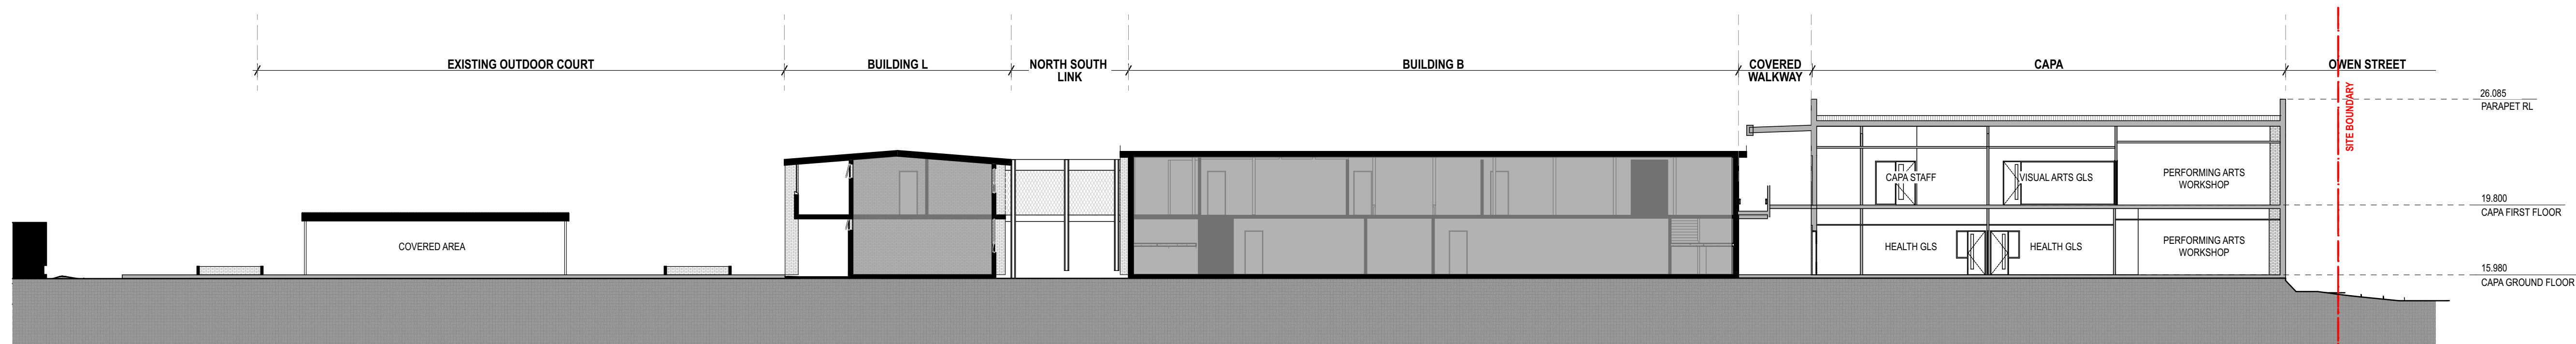 EXISTING OUTDOOR COURT
BUILDING L
NORTH SOUTH
LINK
BUILDING B
COVERED
WALKWAY
CAPA
OWEN STREET
SITE BOUNDARY
26.085
PARAPET RL
CAPA STAFF
VISUAL ARTS GLS
PERFORMING ARTS
WORKSHOP
19.800
CAPA FIRST FLOOR
COVERED AREA
HEALTH GLS
HEALTH GLS
PERFORMING ARTS
WORKSHOP
15.980
CAPA GROUND FLOOR